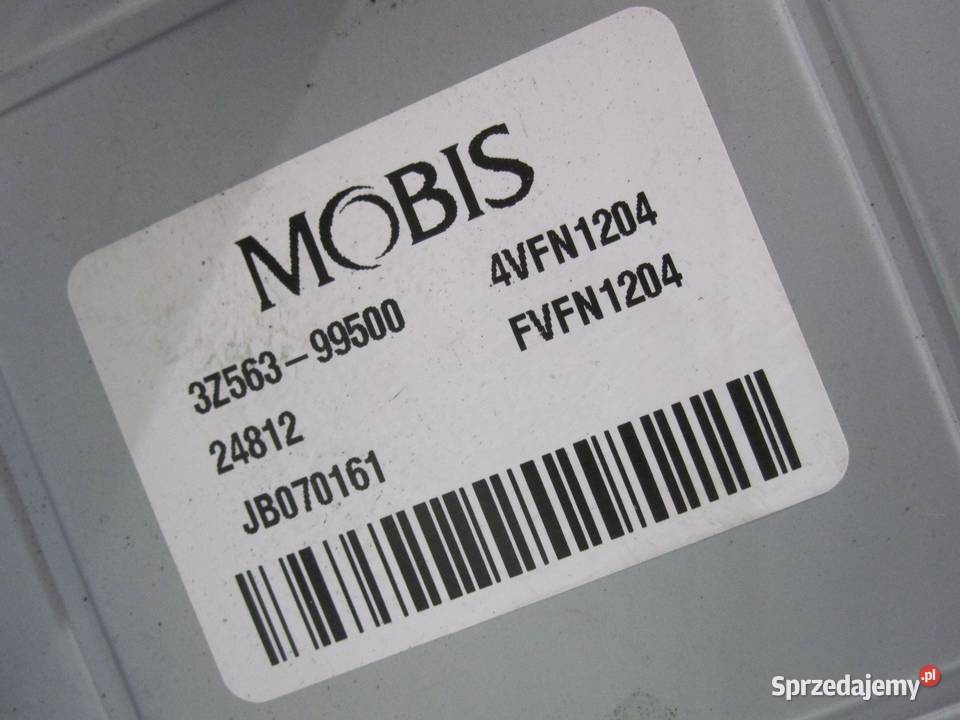 MOBIS
3Z563-99500 4VFN1204
24812 FVFN1204
JB070161
Sprzedajemy.pl